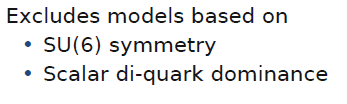 Excludes models based on
• SU(6) symmetry
• Scalar di-quark dominance